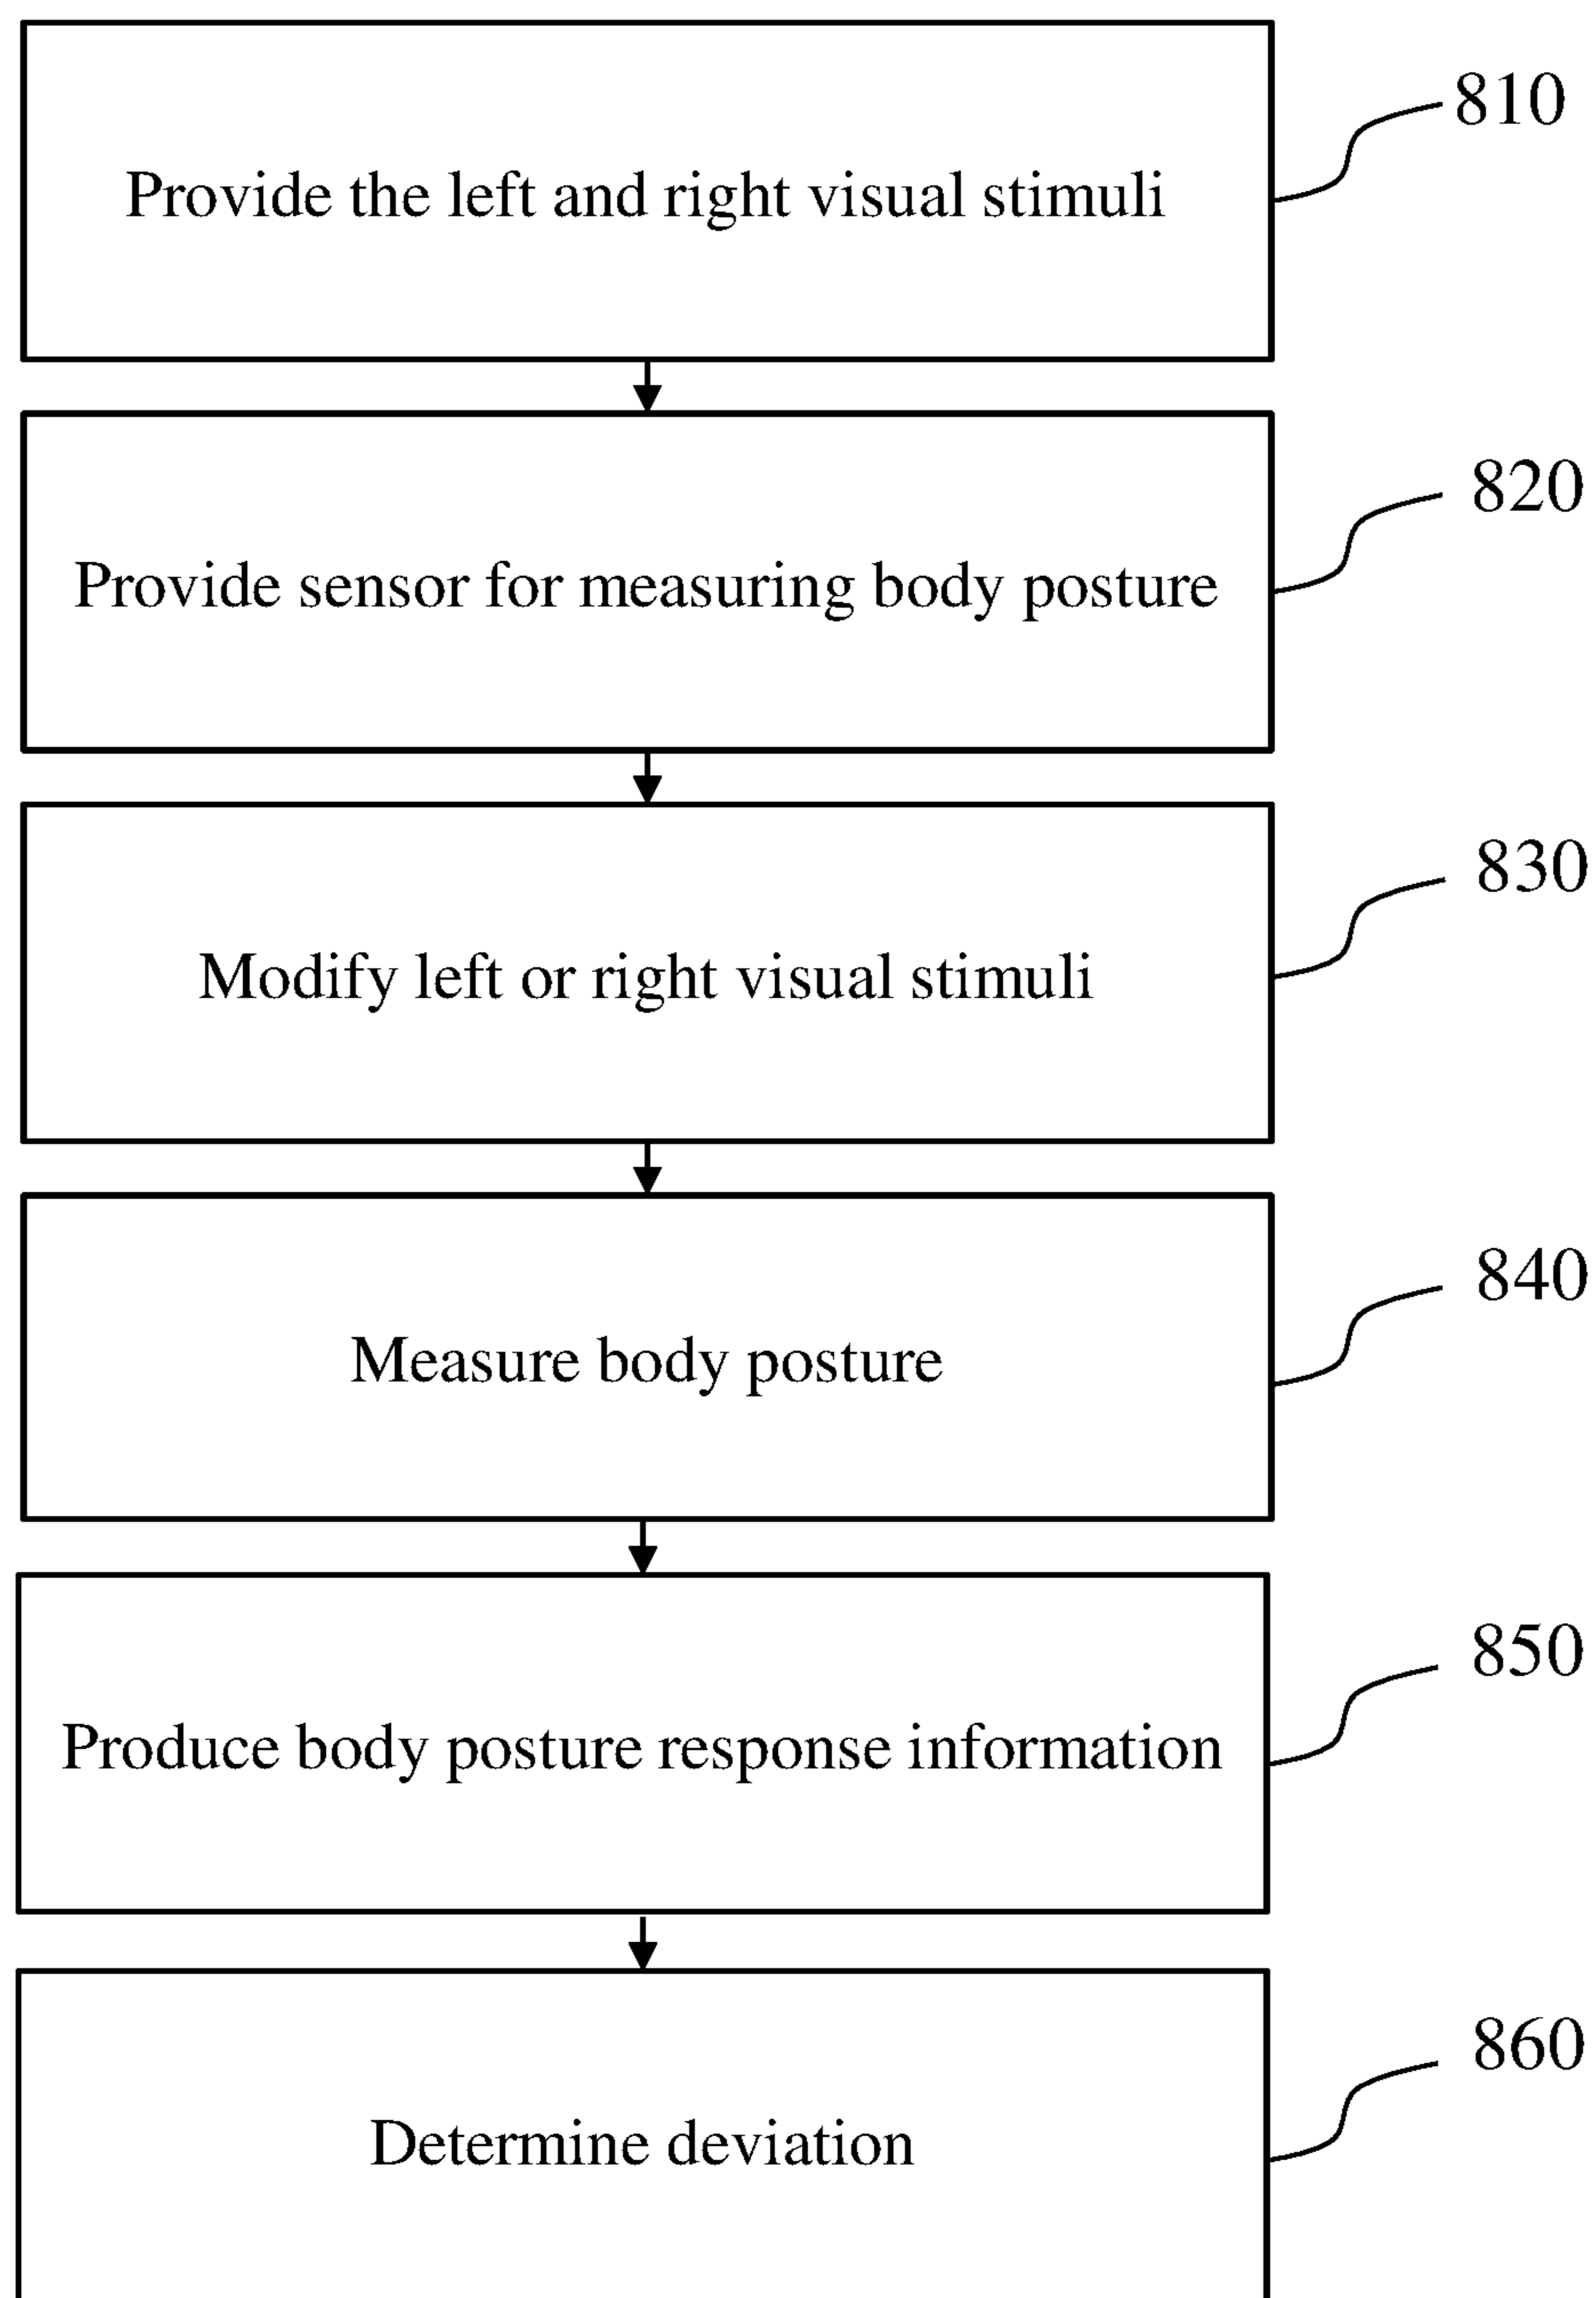 810
Provide the left and right visual stimuli
820
Provide sensor for measuring body posture
830
Modify left or right visual stimuli
840
Measure body posture
850
Produce body posture response information
860
Determine deviation